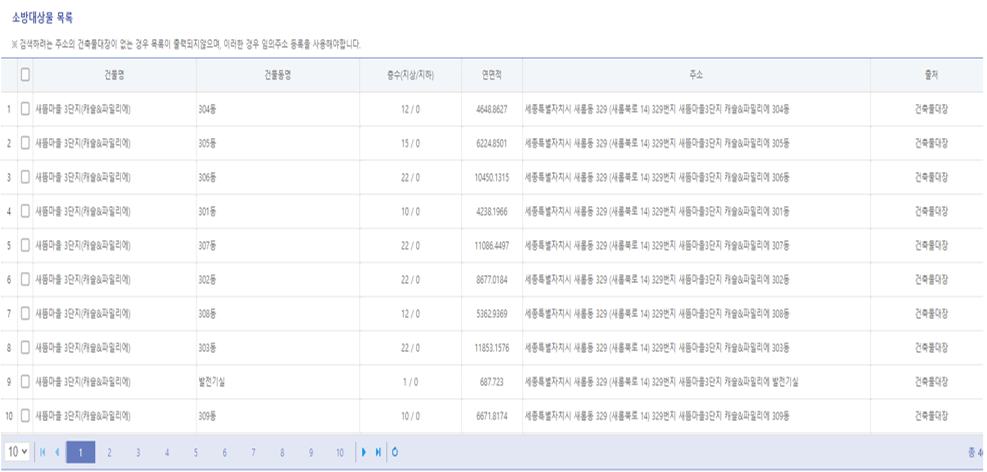 소방대상물 목록
※ 검색하려는 주소의 건축물대장이 없는 경우 목록이 출력되지않으며, 이러한 경우 임의주소 등록을 사용해야합니다.
건물명 건물동명 층수(지상/지하) 연면적 주소 출처
1 새뜸마을 3단지(캐슬&파밀리에) 304동 12 / 0 4648.8627 세종특별자치시 새롬동 329 (새롬북로 14) 329번지 새뜸마을3단지 캐슬&파밀리에 304동 건축물대장
2 새뜸마을 3단지(캐슬&파밀리에) 305동 15 / 0 6224.8501 세종특별자치시 새롬동 329 (새롬북로 14) 329번지 새뜸마을3단지 캐슬&파밀리에 305동 건축물대장
3 새뜸마을 3단지(캐슬&파밀리에) 306동 22 / 0 10450.1315 세종특별자치시 새롬동 329 (새롬북로 14) 329번지 새뜸마을3단지 캐슬&파밀리에 306동 건축물대장
4 새뜸마을 3단지(캐슬&파밀리에) 301동 10 / 0 4238.1966 세종특별자치시 새롬동 329 (새롬북로 14) 329번지 새뜸마을3단지 캐슬&파밀리에 301동 건축물대장
5 새뜸마을 3단지(캐슬&파밀리에) 307동 22 / 0 11086.4497 세종특별자치시 새롬동 329 (새롬북로 14) 329번지 새뜸마을3단지 캐슬&파밀리에 307동 건축물대장
6 새뜸마을 3단지(캐슬&파밀리에) 302동 22 / 0 8677.0184 세종특별자치시 새롬동 329 (새롬북로 14) 329번지 새뜸마을3단지 캐슬&파밀리에 302동 건축물대장
7 새뜸마을 3단지(캐슬&파밀리에) 308동 12 / 0 5362.9369 세종특별자치시 새롬동 329 (새롬북로 14) 329번지 새뜸마을3단지 캐슬&파밀리에 308동 건축물대장
8 새뜸마을 3단지(캐슬&파밀리에) 303동 22 / 0 11853.1576 세종특별자치시 새롬동 329 (새롬북로 14) 329번지 새뜸마을3단지 캐슬&파밀리에 303동 건축물대장
9 새뜸마을 3단지(캐슬&파밀리에) 발전기실 1 / 0 687.723 세종특별자치시 새롬동 329 (새롬북로 14) 329번지 새뜸마을3단지 캐슬&파밀리에 발전기실 건축물대장
10 새뜸마을 3단지(캐슬&파밀리에) 309동 10 / 0 6671.8174 세종특별자치시 새롬동 329 (새롬북로 14) 329번지 새뜸마을3단지 캐슬&파밀리에 309동 건축물대장
10 1 2 3 4 5 6 7 8 9 10 총